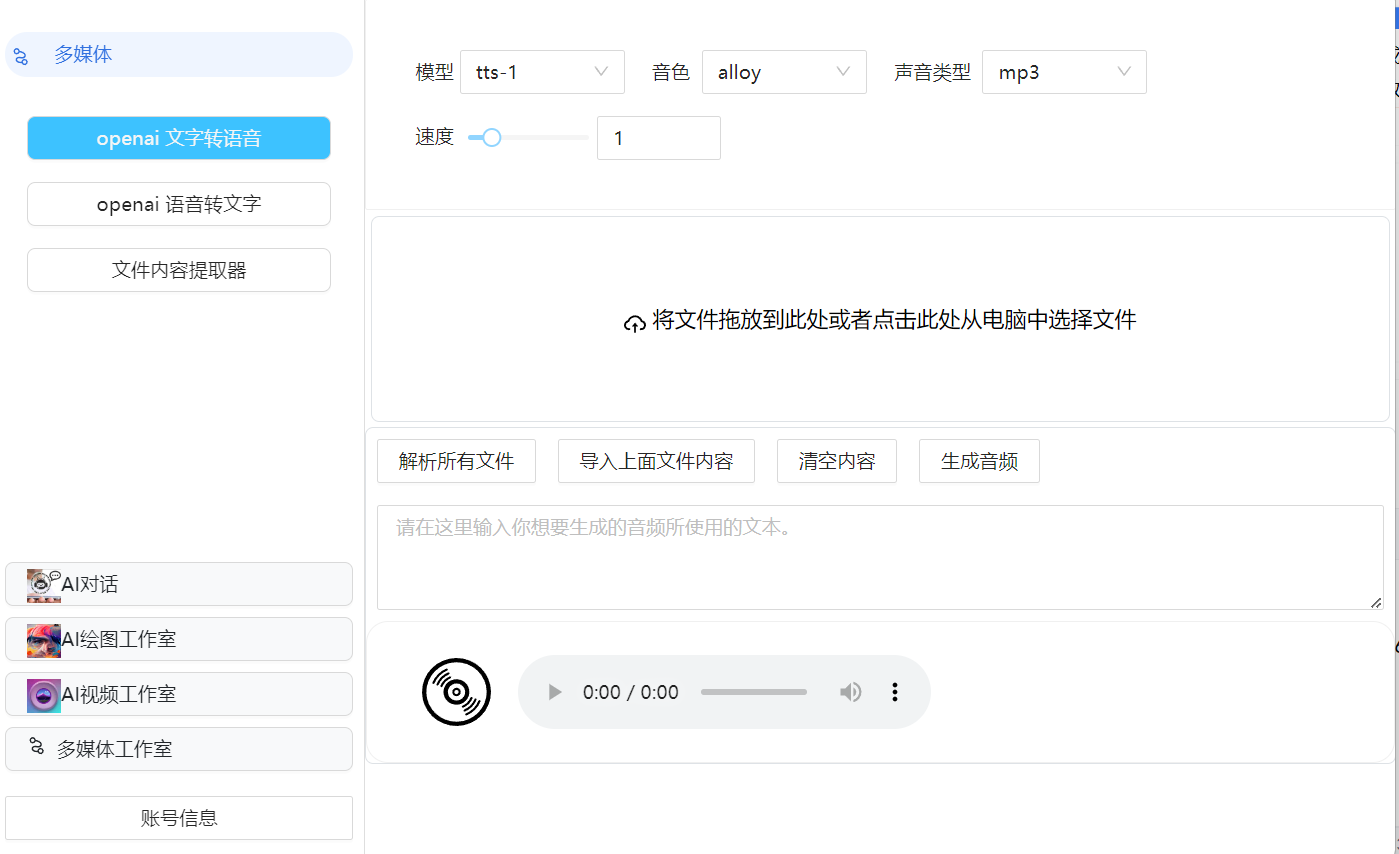 多媒体
openai 文字转语音
openai 语音转文字
文件内容提取器
AI对话
AI绘图工作室
AI视频工作室
多媒体工作室
账号信息
模型 tts-1 音色 alloy 声音类型 mp3
速度 1
将文件拖放到此处或者点击此处从电脑中选择文件
解析所有文件 导入上面文件内容 清空内容 生成音频
请在这里输入你想要生成的音频所使用的文本。
0:00 / 0:00